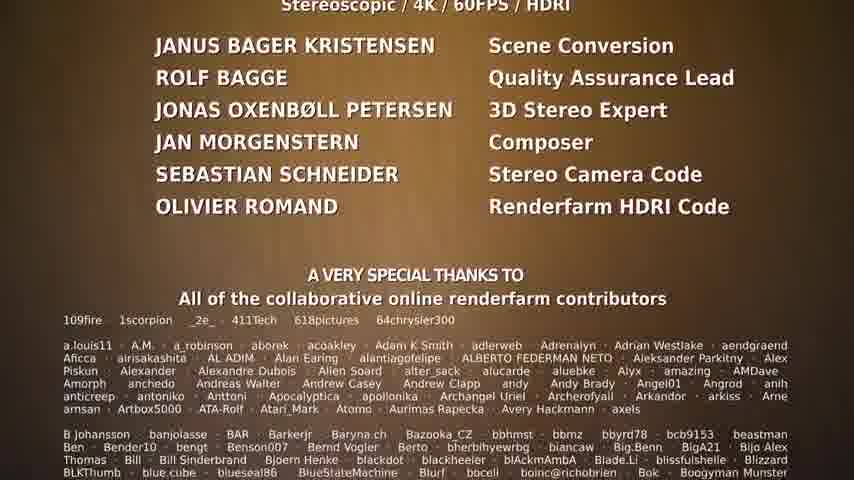 Stereoscopic / 4K / 60FPS / HDRI
JANUS BAGER KRISTENSEN Scene Conversion
ROLF BAGGE Quality Assurance Lead
JONAS OXENBØLL PETERSEN 3D Stereo Expert
JAN MORGENSTERN Composer
SEBASTIAN SCHNEIDER Stereo Camera Code
OLIVIER ROMAND Renderfarm HDRI Code
A VERY SPECIAL THANKS TO
All of the collaborative online renderfarm contributors
109fire · 1scorpion · _2e_ · 411Tech · 618pictures · 64chrysler300
a.louis11 · A.M. · a_robinson · aborek · acoakley · Adam K Smith · adlerweb · Adrenalyn · Adrian Westlake · aendgraend
Aficca · airisakashita · AL ADIM · Alan Earing · alantiagofelipe · ALBERTO FEDERMAN NETO · Aleksander Parkitny · Alex
Piskun · Alexander · Alexandre Dubois · Allen Soard · alter_sack · alucarde · aluebke · Alyx · amazing · AMDave ·
Amorph · anchedo · Andreas Walter · Andrew Casey · Andrew Clapp · andy · Andy Brady · Angel01 · Angrod · anih
anticreep · antoniko · Anttoni · Apocalyptica · apollonika · Archangel Uriel · Archerofyail · Arkandor · arkiss · Arne
arnsan · Artbox5000 · ATA-Rolf · Atari_Mark · Atomo · Aurimas Rapecka · Avery Hackmann · axels
B Johansson · banjolasse · BAR · Barkerjr · Baryna.ch · Bazooka_CZ · bbhmst · bbmz · bbyrd78 · bcb9153 · beastman
Ben · Bender10 · bengt · Benson007 · Bernd Vogler · Berto · bherbihyewrbg · biancaw · Big.Benn · BigA21 · Bijo Alex
Thomas · Bill · Bill Sinderbrand · Bjoern Henke · blackdot · blackheeler · blAckmAmbA · Blade.Li · blissfulshelle · Blizzard
BLKThumb · blue.cube · blueseal86 · BlueStateMachine · Blurf · boceli · boinc@richobrien · Bok · Boogyman Munster